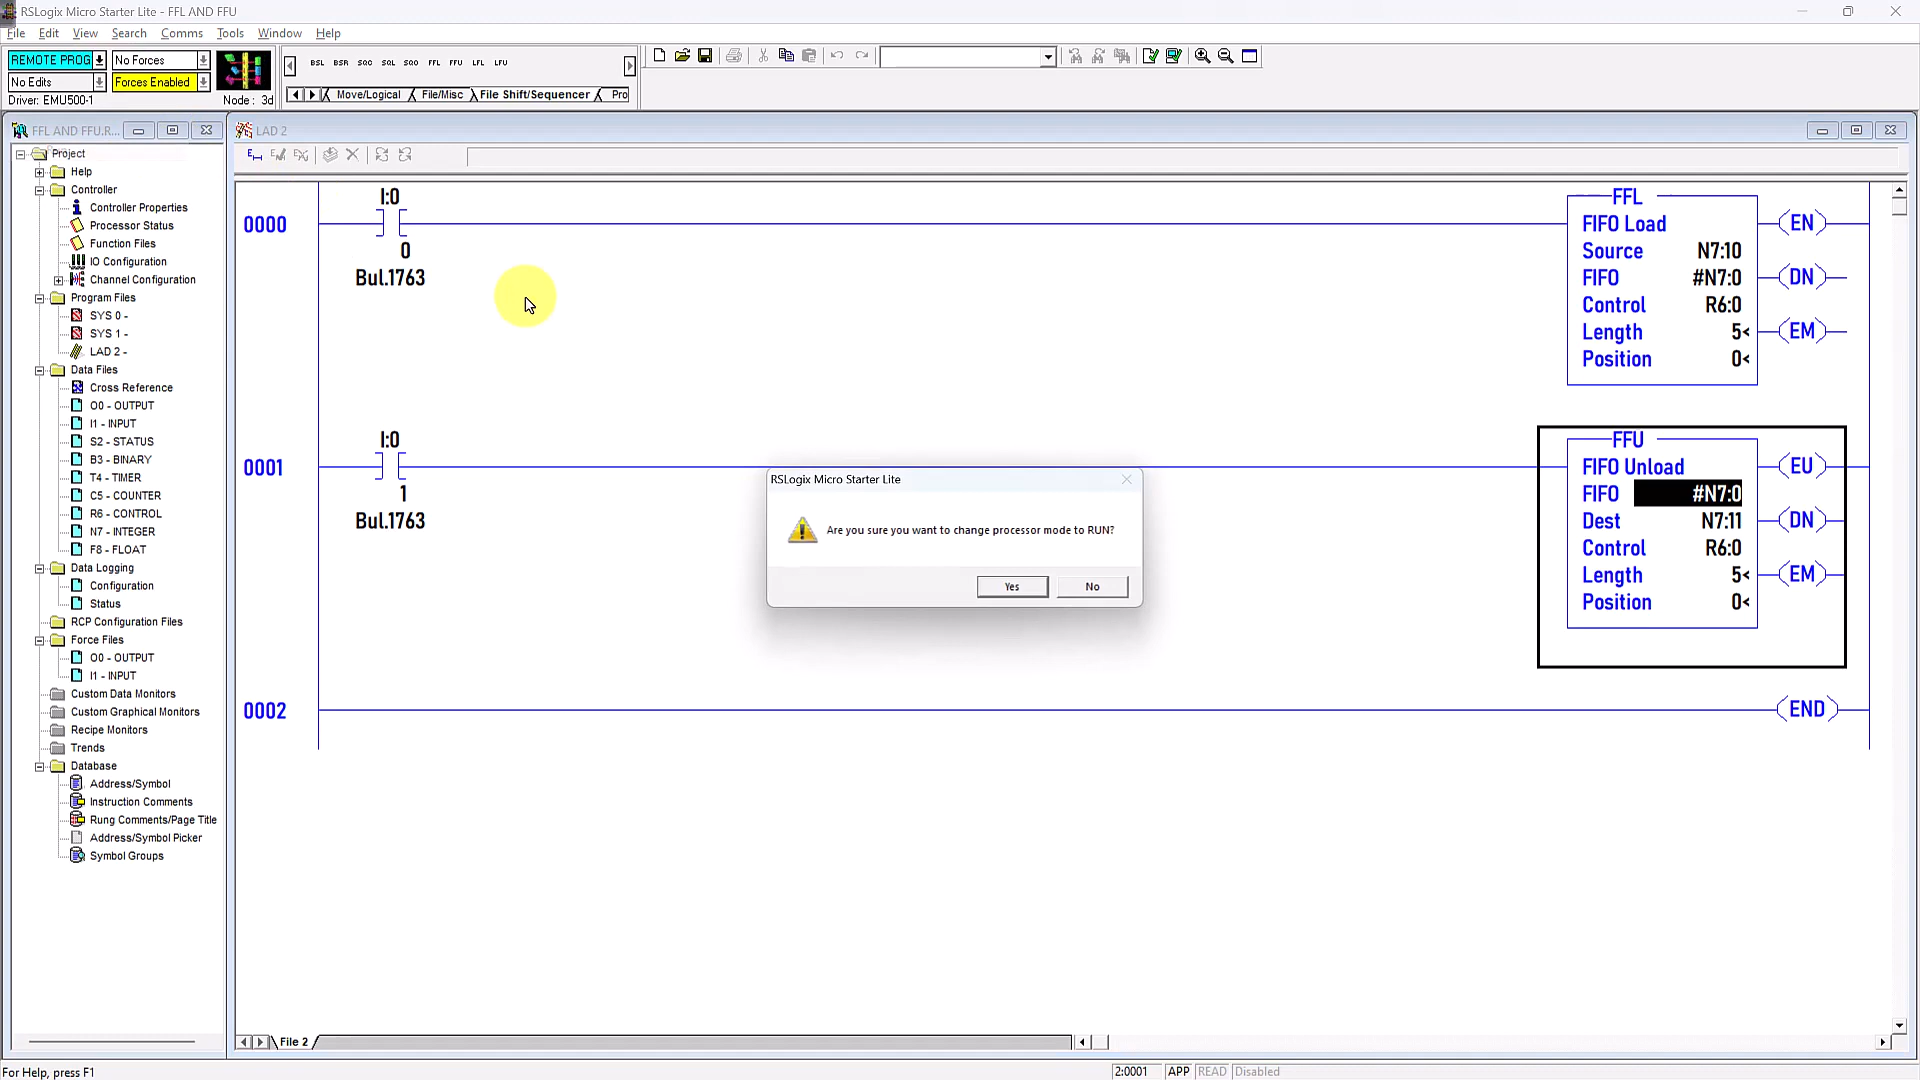 RSLogix Micro Starter Lite - FFL AND FFU
File Edit View Search Comms Tools Window Help
REMOTE PROG
No Forces
No Edits
Forces Enabled
Driver: EMU500-1
Node : 3d
BSL BSR SQC SQL SQO FFL FFU LFL LFU
Move/Logical File/Misc File Shift/Sequencer Pro
FFL AND FFU.R...
Project
Help
Controller
Controller Properties
Processor Status
Function Files
IO Configuration
Channel Configuration
Program Files
SYS 0 -
SYS 1 -
LAD 2 -
Data Files
Cross Reference
O0 - OUTPUT
I1 - INPUT
S2 - STATUS
B3 - BINARY
T4 - TIMER
C5 - COUNTER
R6 - CONTROL
N7 - INTEGER
F8 - FLOAT
Data Logging
Configuration
Status
RCP Configuration Files
Force Files
O0 - OUTPUT
I1 - INPUT
Custom Data Monitors
Custom Graphical Monitors
Recipe Monitors
Trends
Database
Address/Symbol
Instruction Comments
Rung Comments/Page Title
Address/Symbol Picker
Symbol Groups
LAD 2
0000
I:0
0
Bul.1763
FFL
FIFO Load
Source N7:10
FIFO #N7:0
Control R6:0
Length 5<
Position 0<
EN
DN
EM
0001
I:0
1
Bul.1763
FFU
FIFO Unload
FIFO #N7:0
Dest N7:11
Control R6:0
Length 5<
Position 0<
EU
DN
EM
0002
END
RSLogix Micro Starter Lite
Are you sure you want to change processor mode to RUN?
Yes No
File 2
For Help, press F1
2:0001 APP READ Disabled